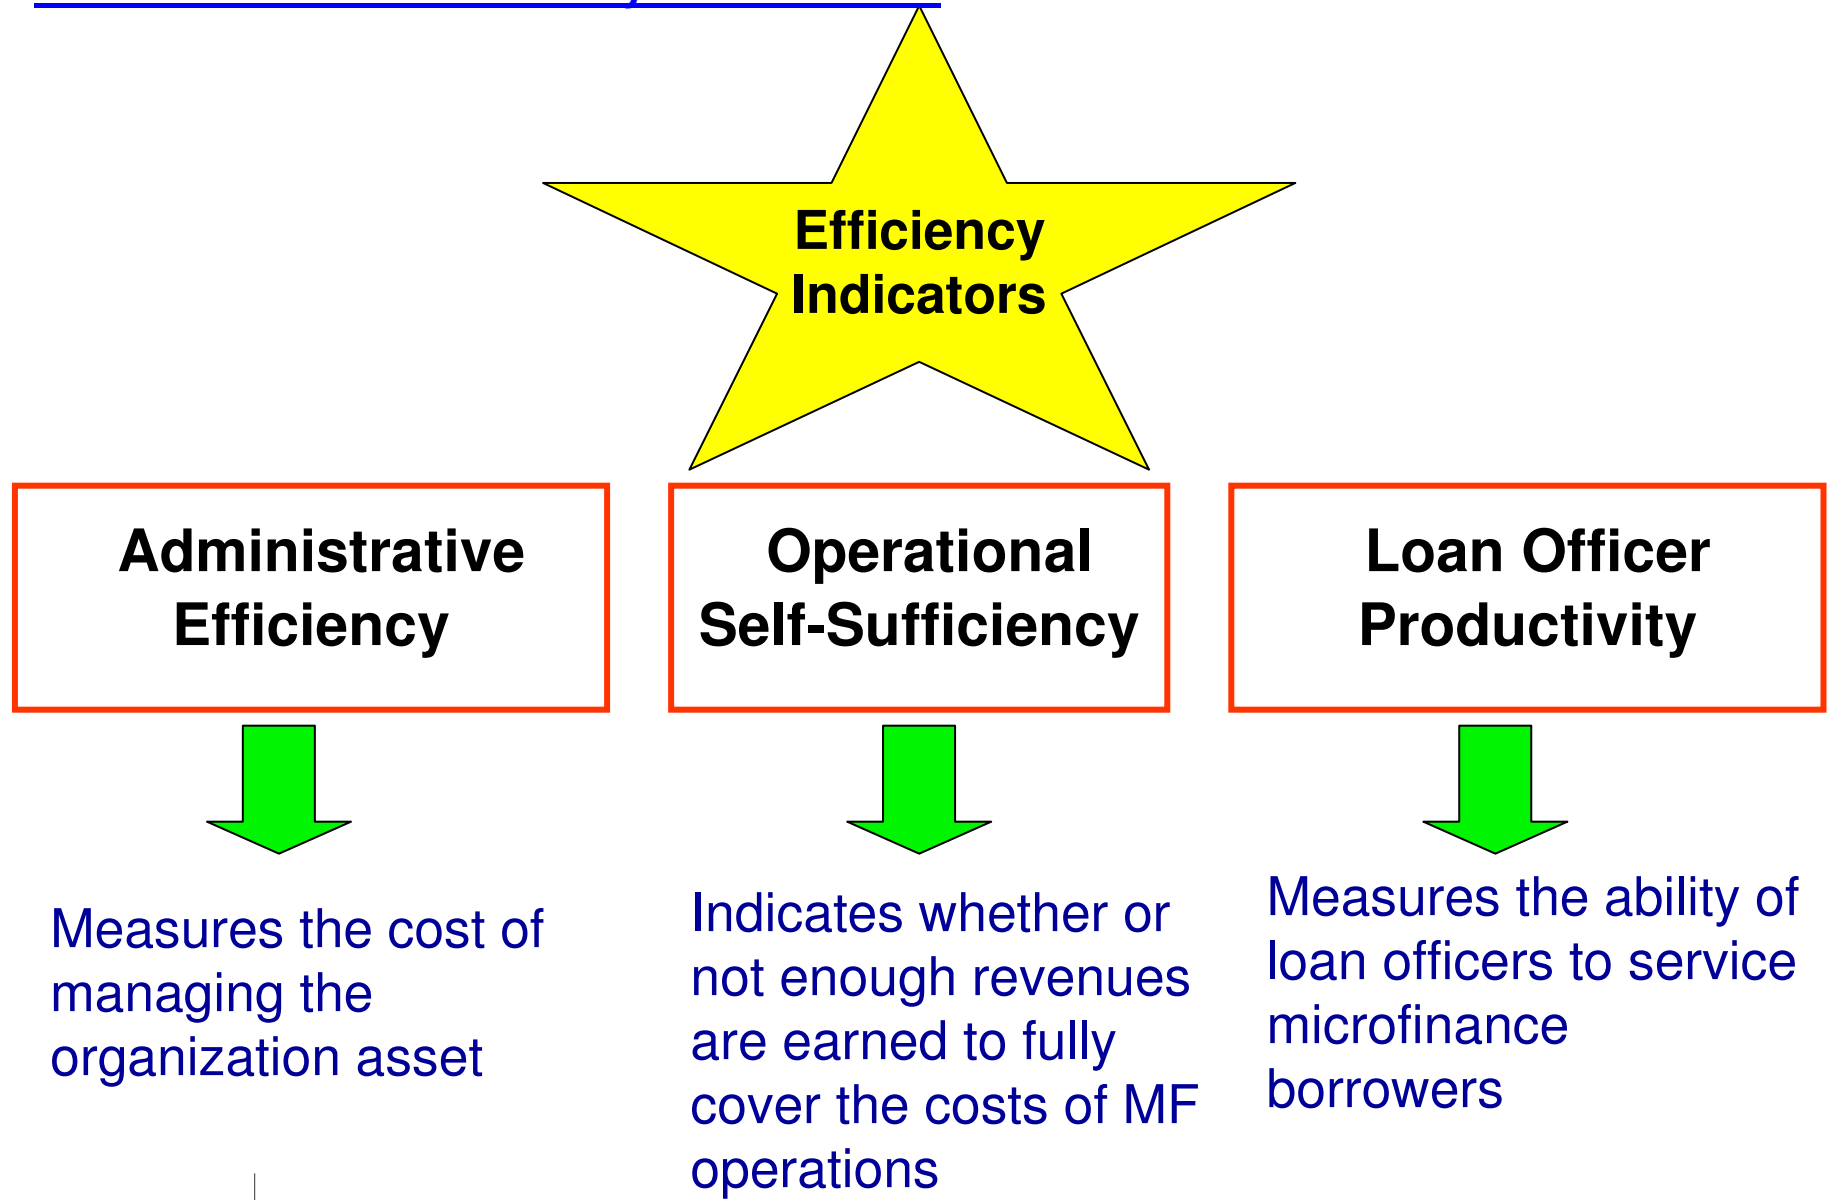 Efficiency
Indicators
Administrative
Efficiency
Operational
Self-Sufficiency
Loan Officer
Productivity
Measures the cost of
managing the
organization asset
Indicates whether or
not enough revenues
are earned to fully
cover the costs of MF
operations
Measures the ability of
loan officers to service
microfinance
borrowers